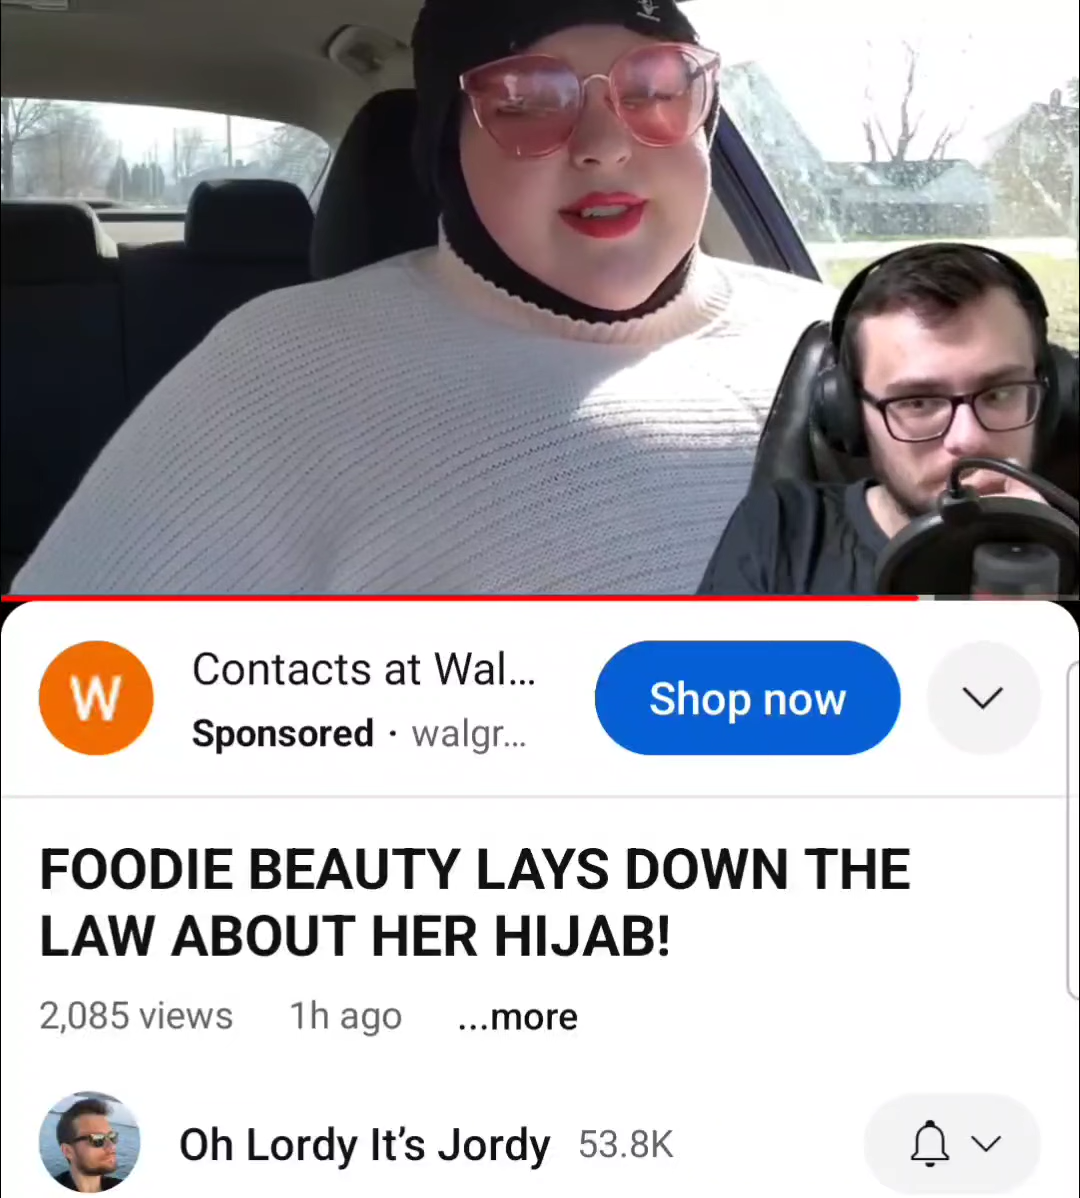 W
Contacts at Wal...
Shop now
Sponsored · walgr...
FOODIE BEAUTY LAYS DOWN THE
LAW ABOUT HER HIJAB!
2,085 views 1h ago ...more
Oh Lordy It's Jordy 53.8K